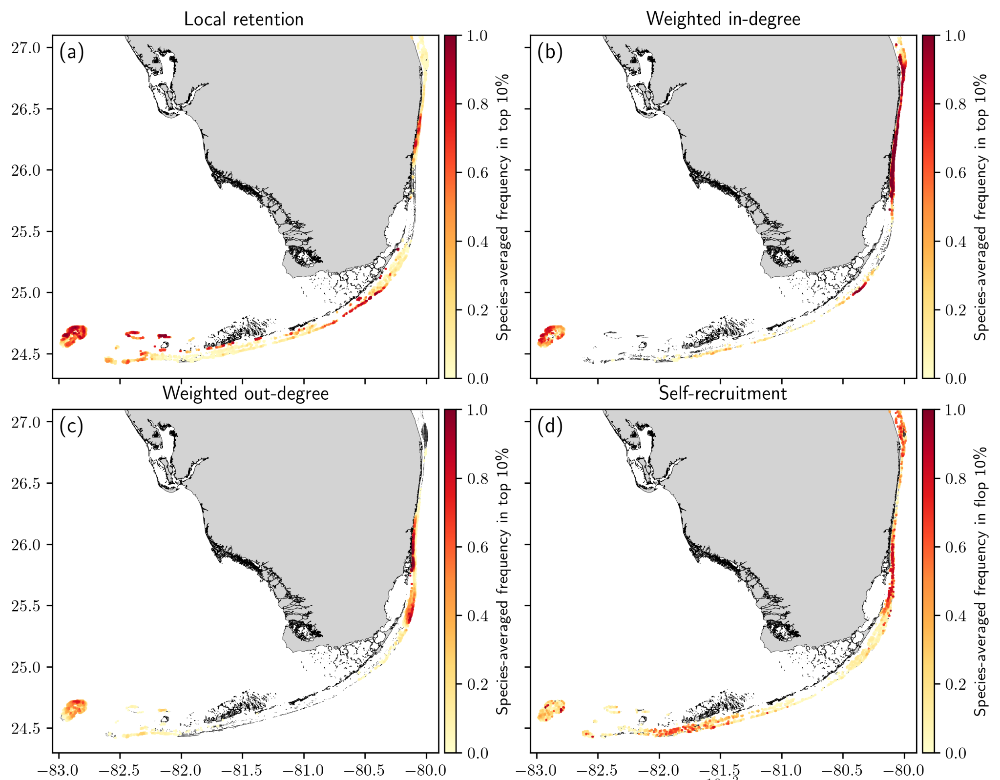 Local retention
Weighted in-degree
(a)
27.0
26.5
26.0
25.5
25.0
24.5
1.0
0.8
0.6
0.4
0.2
0.0
Species-averaged frequency in top 10%
(b)
1.0
0.8
0.6
0.4
0.2
0.0
Species-averaged frequency in top 10%
Weighted out-degree
Self-recruitment
(c)
27.0
26.5
26.0
25.5
25.0
24.5
−83.0 −82.5 −82.0 −81.5 −81.0 −80.5 −80.0
1.0
0.8
0.6
0.4
0.2
0.0
Species-averaged frequency in top 10%
(d)
−83.0 −82.5 −82.0 −81.5 −81.0 −80.5 −80.0
1.0
0.8
0.6
0.4
0.2
0.0
Species-averaged frequency in flop 10%